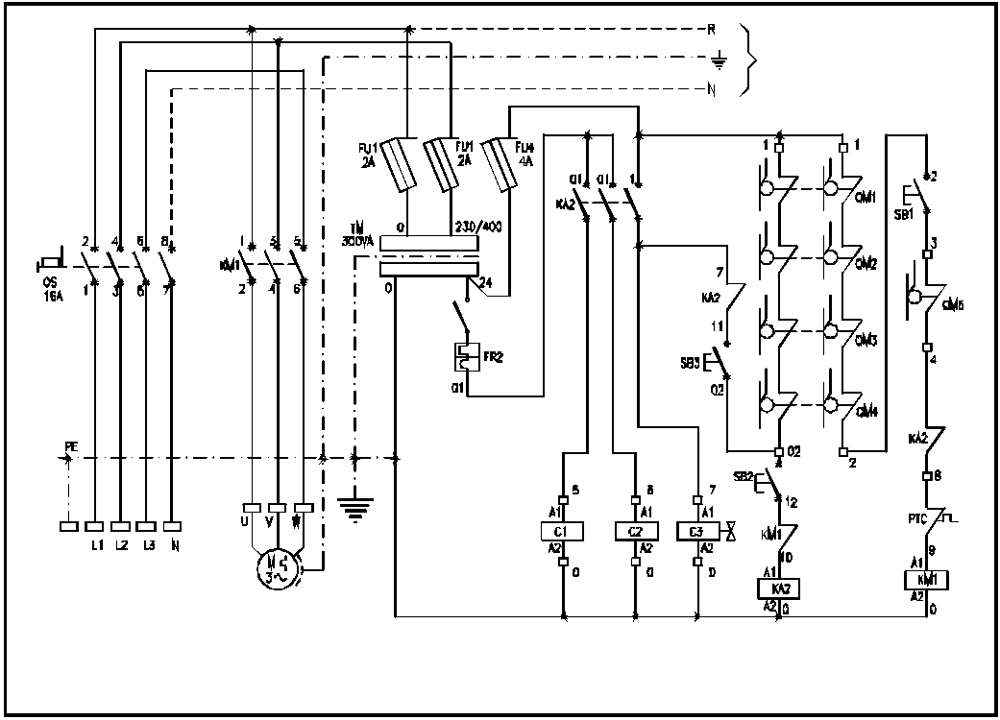 R
N
FU1
2A
FU1
2A
FU4
4A
1
1
01
01
1
KA2
QM1
2
SB1
0
TM
300VA
230/400
2
4
6
8
1
3
5
KM1
QS
16A
1
3
5
7
2
4
6
0
24
QM2
3
7
KA2
QM5
11
FR2
SB3
QM3
4
01
02
QM4
KA2
PE
02
2
SB2
8
5
6
7
12
A1
A1
A1
U
V
W
C1
C2
C3
KM1
PTC
L1
L2
L3
N
A2
A2
A2
10
9
M
3~
0
0
0
A1
KA2
A2
0
A1
KM1
A2
0